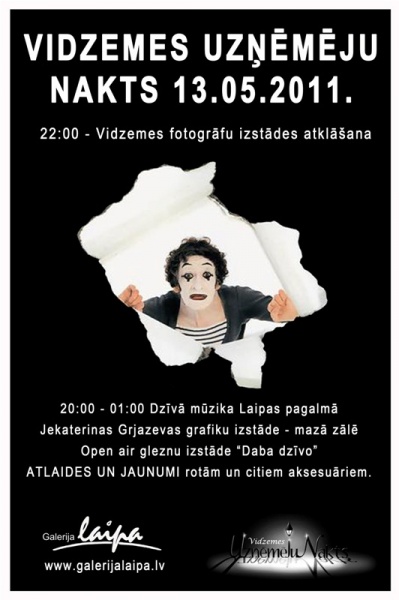 VIDZEMES UZŅĒMĒJU
NAKTS 13.05.2011.
22:00 - Vidzemes fotogrāfu izstādes atklāšana
20:00 - 01:00 Dzīvā mūzika Laipas pagalmā
Jekaterinas Grjazevas grafiku izstāde - mazā zālē
Open air gleznu izstāde "Daba dzīvo"
ATLAIDES UN JAUNUMI rotām un citiem aksesuāriem.
Galerija laipa
www.galerijalaipa.lv
Vidzemes
Uzņēmēju Nakts